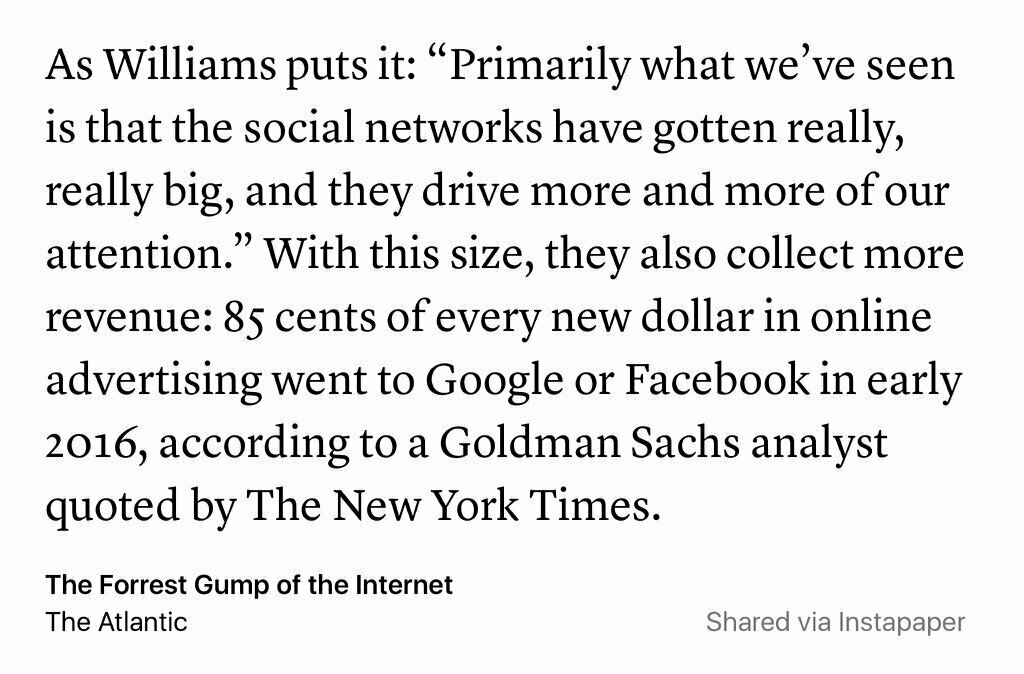 As Williams puts it: “Primarily what we’ve seen
is that the social networks have gotten really,
really big, and they drive more and more of our
attention.” With this size, they also collect more
revenue: 85 cents of every new dollar in online
advertising went to Google or Facebook in early
2016, according to a Goldman Sachs analyst
quoted by The New York Times.
The Forrest Gump of the Internet
The Atlantic
Shared via Instapaper